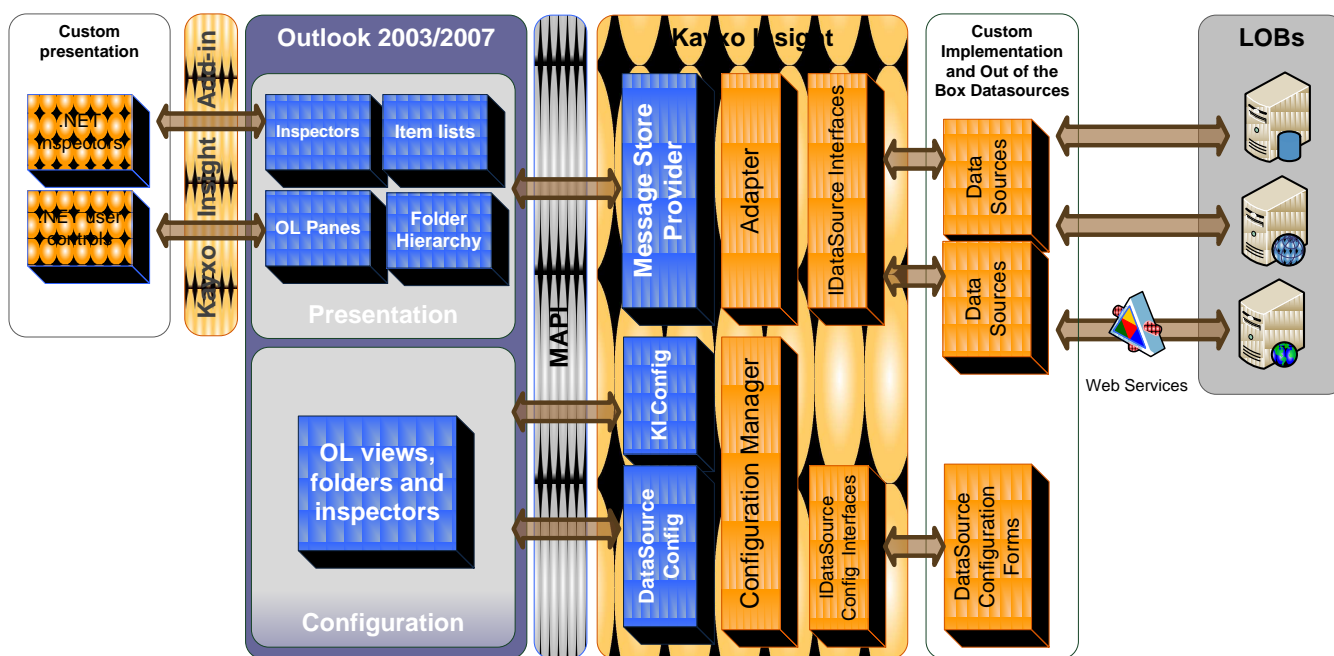 Custom
presentation
.NET
Inspectors
.NET user
controls
Kayxo Insight Add-in
Outlook 2003/2007
Inspectors
Item lists
OL Panes
Folder
Hierarchy
Presentation
OL views,
folders and
inspectors
Configuration
MAPI
Kayxo Insight
Message Store
Provider
Adapter
IDataSource Interfaces
KI Config
DataSource
Config
Configuration Manager
IDataSource
Config Interfaces
Custom
Implementation
and Out of the
Box Datasources
Data
Sources
Data
Sources
DataSource
Configuration
Forms
Web Services
LOBs